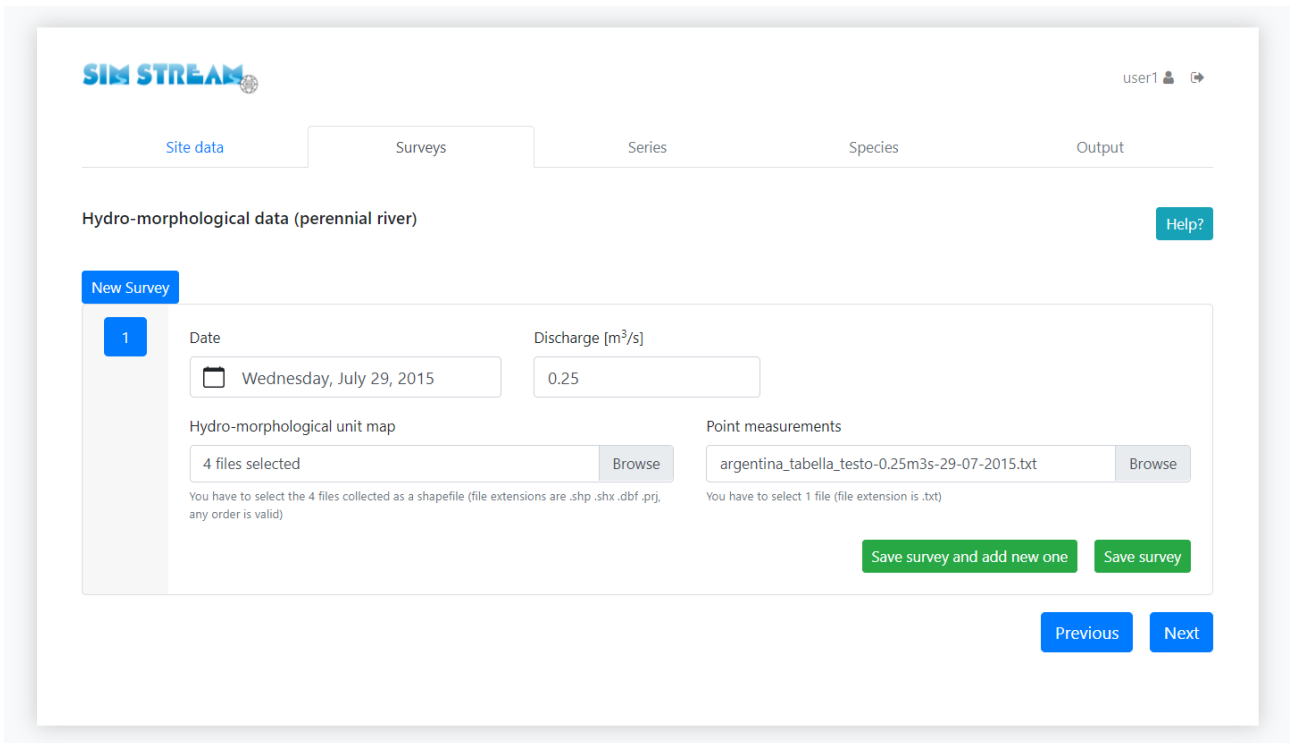 SIM STREAM
user1
Site data Surveys Series Species Output
Hydro-morphological data (perennial river)
Help?
New Survey
1
Date Discharge [m³/s]
Wednesday, July 29, 2015 0.25
Hydro-morphological unit map Point measurements
4 files selected Browse argentina_tabella_testo-0.25m3s-29-07-2015.txt Browse
You have to select the 4 files collected as a shapefile (file extensions are .shp .shx .dbf .prj, You have to select 1 file (file extension is .txt)
any order is valid)
Save survey and add new one Save survey
Previous Next